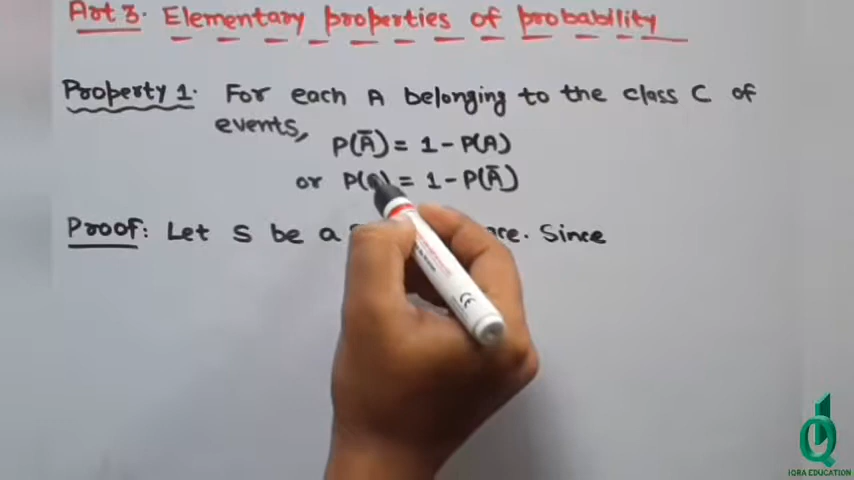 Art 3. Elementary properties of probability
Property 1. For each A belonging to the class C of
events,
P(Ā) = 1 - P(A)
or P( ) = 1 - P(Ā)
Proof: Let S be a . Since
IQRA EDUCATION